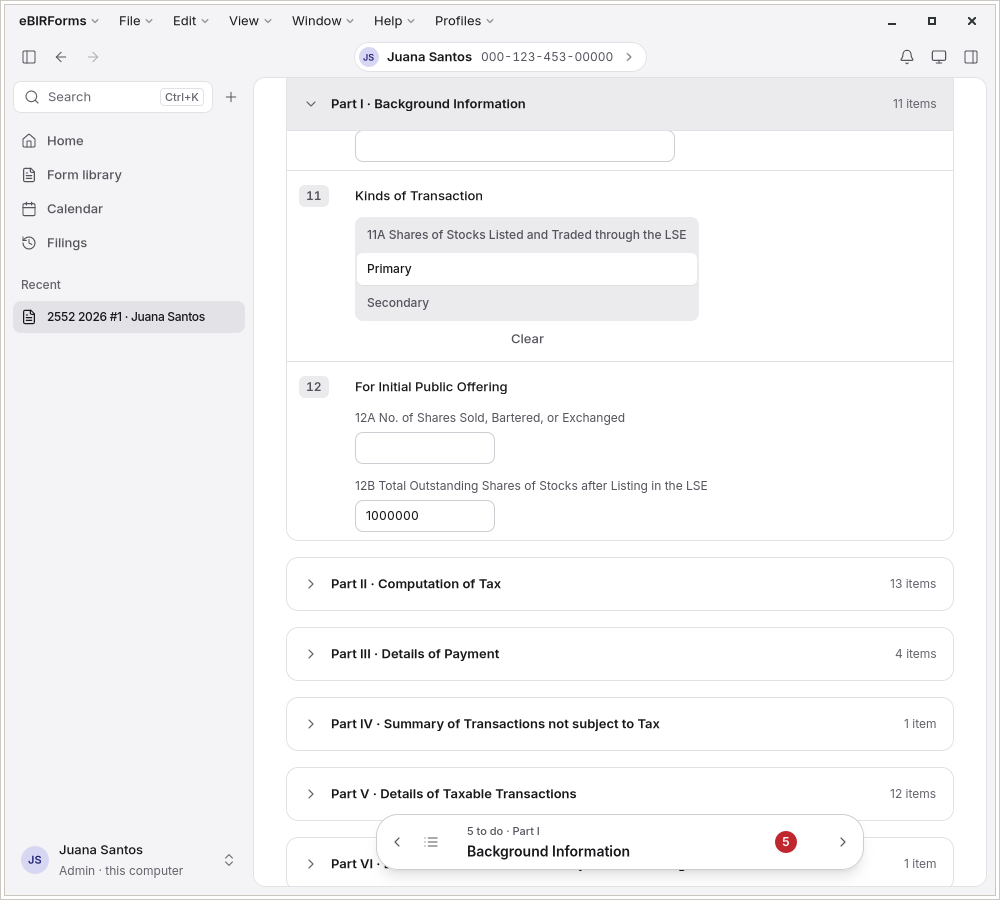 eBIRForms File Edit View Window Help Profiles
JS Juana Santos 000-123-453-00000
Search Ctrl+K
Home
Form library
Calendar
Filings
Recent
2552 2026 #1 · Juana Santos
JS Juana Santos
Admin · this computer
Part I · Background Information 11 items
11 Kinds of Transaction
11A Shares of Stocks Listed and Traded through the LSE
Primary
Secondary
Clear
12 For Initial Public Offering
12A No. of Shares Sold, Bartered, or Exchanged
12B Total Outstanding Shares of Stocks after Listing in the LSE
1000000
Part II · Computation of Tax 13 items
Part III · Details of Payment 4 items
Part IV · Summary of Transactions not subject to Tax 1 item
Part V · Details of Taxable Transactions 12 items
Part VI · 1 item
5 to do · Part I
Background Information 5